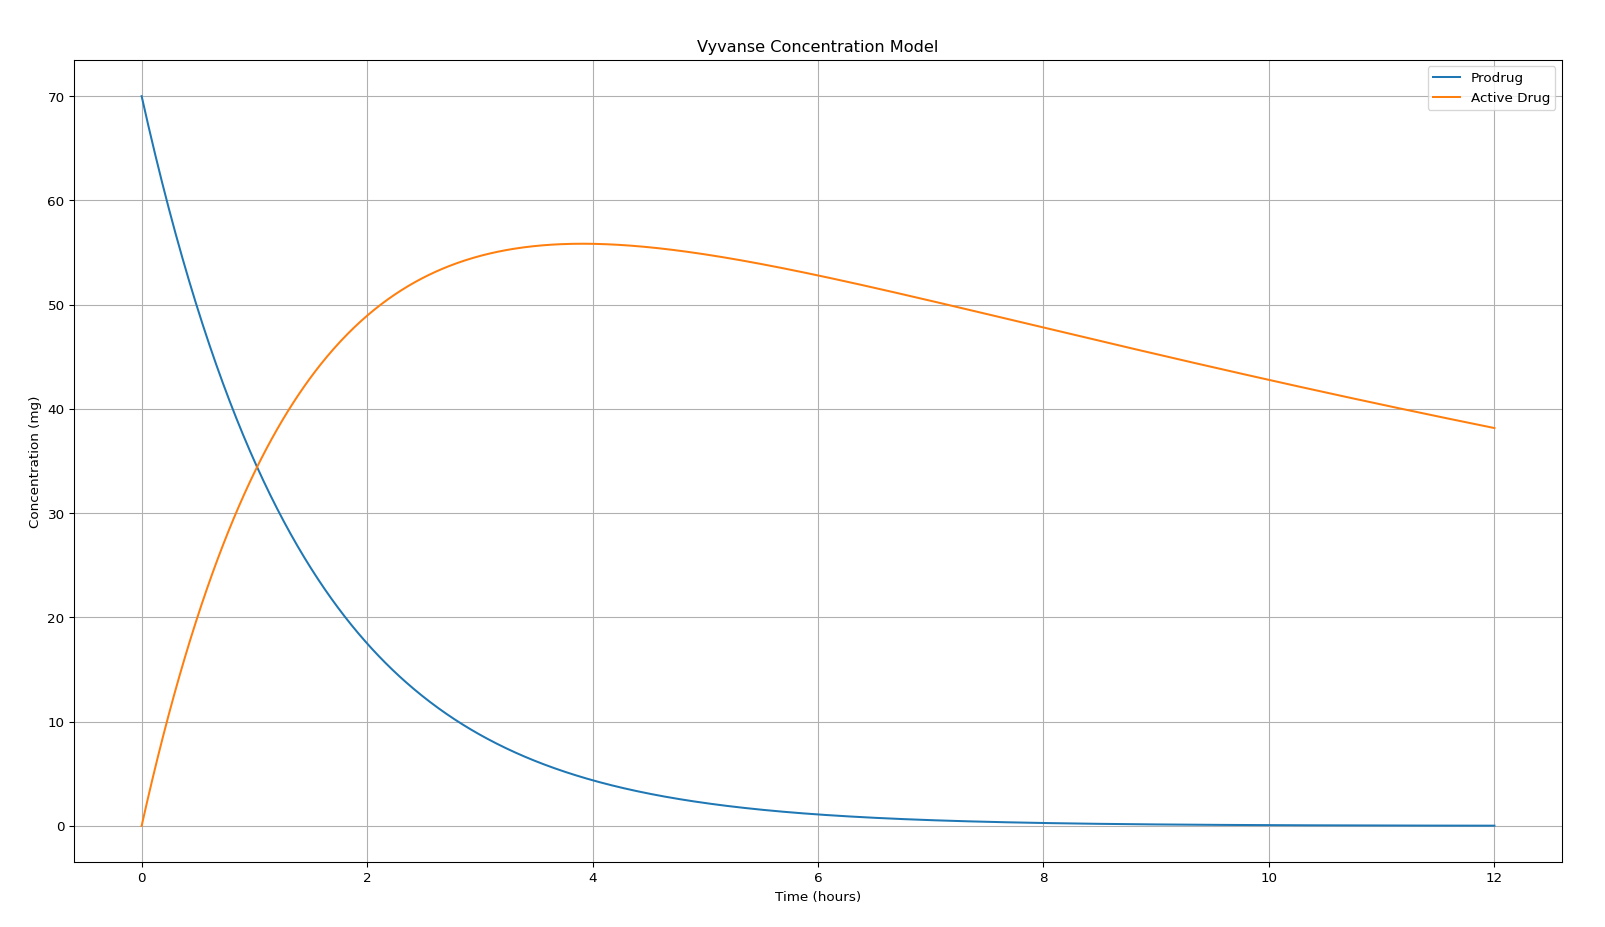 Vyvanse Concentration Model
Prodrug
Active Drug
Concentration (mg)
70
60
50
40
30
20
10
0
0 2 4 6 8 10 12
Time (hours)